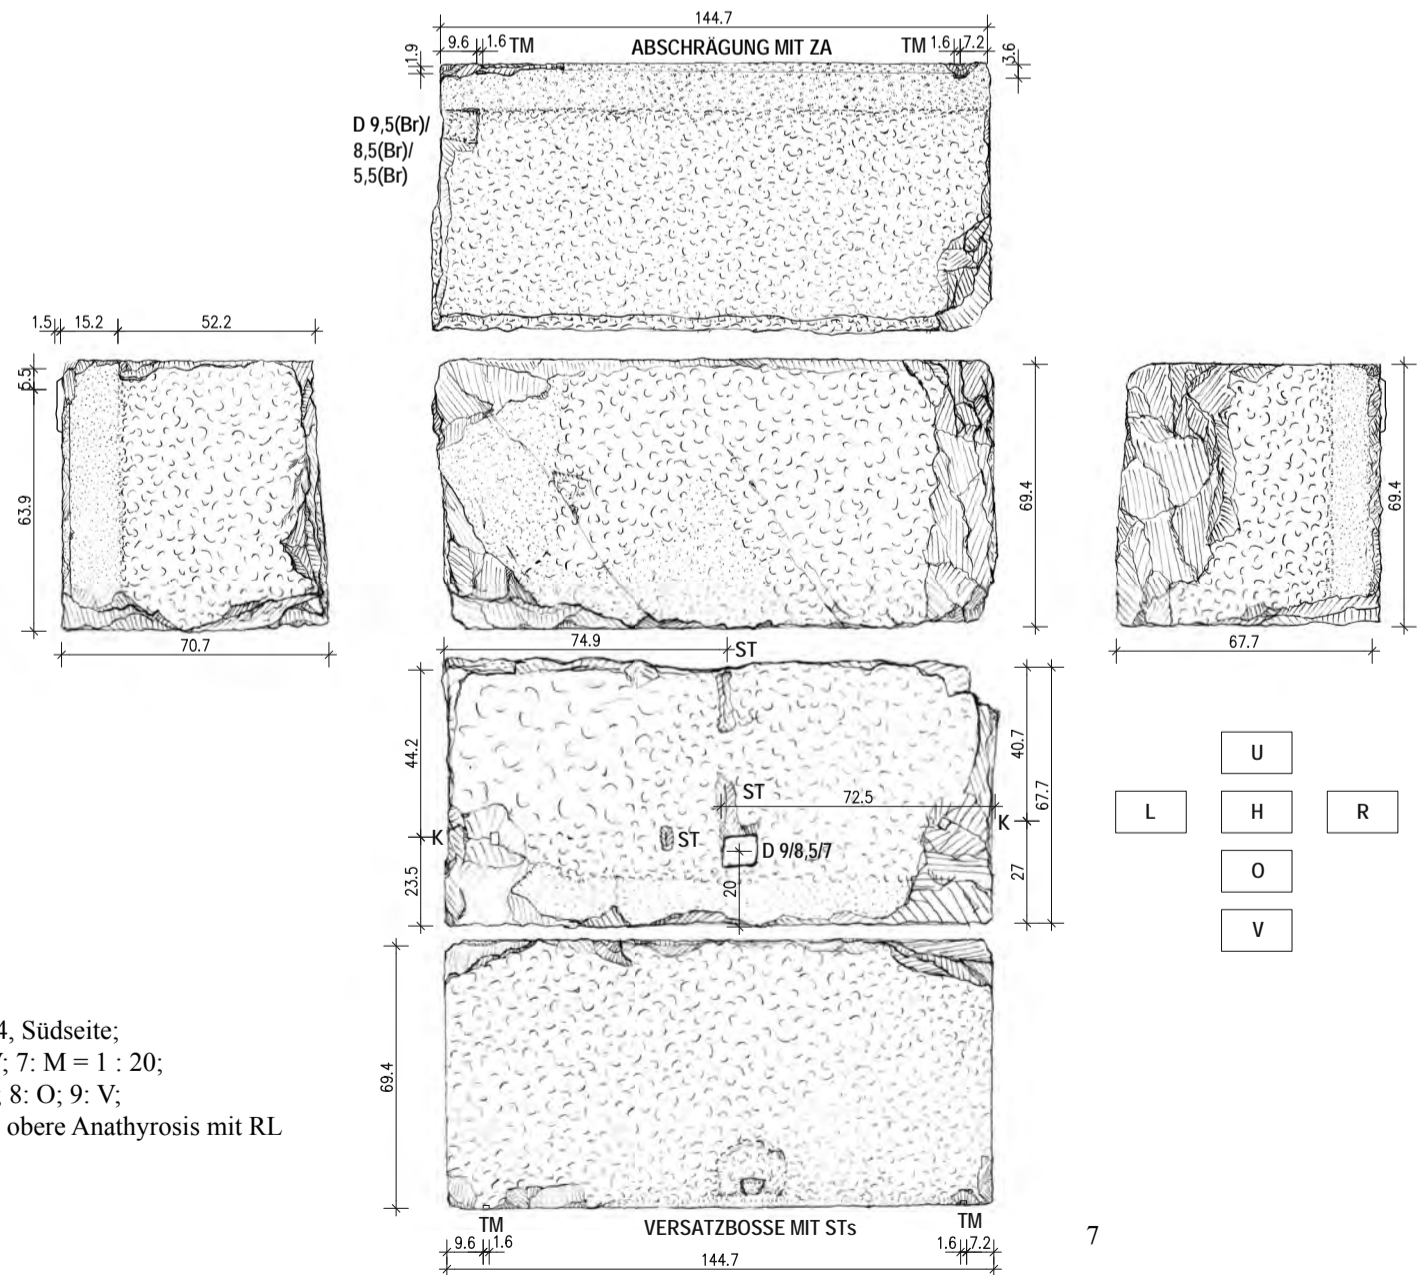 144.7
9.6 1.6 TM ABSCHRÄGUNG MIT ZA TM 1.6 7.2
1.9
3.6
D 9,5(Br)/
8,5(Br)/
5,5(Br)
1.5 15.2 52.2
5.5
63.9
70.7
69.4
69.4
67.7
74.9 ST
44.2
23.5
K
ST
72.5
ST
D 9/8,5/7
20
K
40.7
27
67.7
U
L H R
O
V
69.4
4, Südseite;
7: M = 1 : 20;
8: O; 9: V;
obere Anathyrosis mit RL
TM VERSATZBOSSE MIT STs TM
9.6 1.6 1.6 7.2
144.7
7